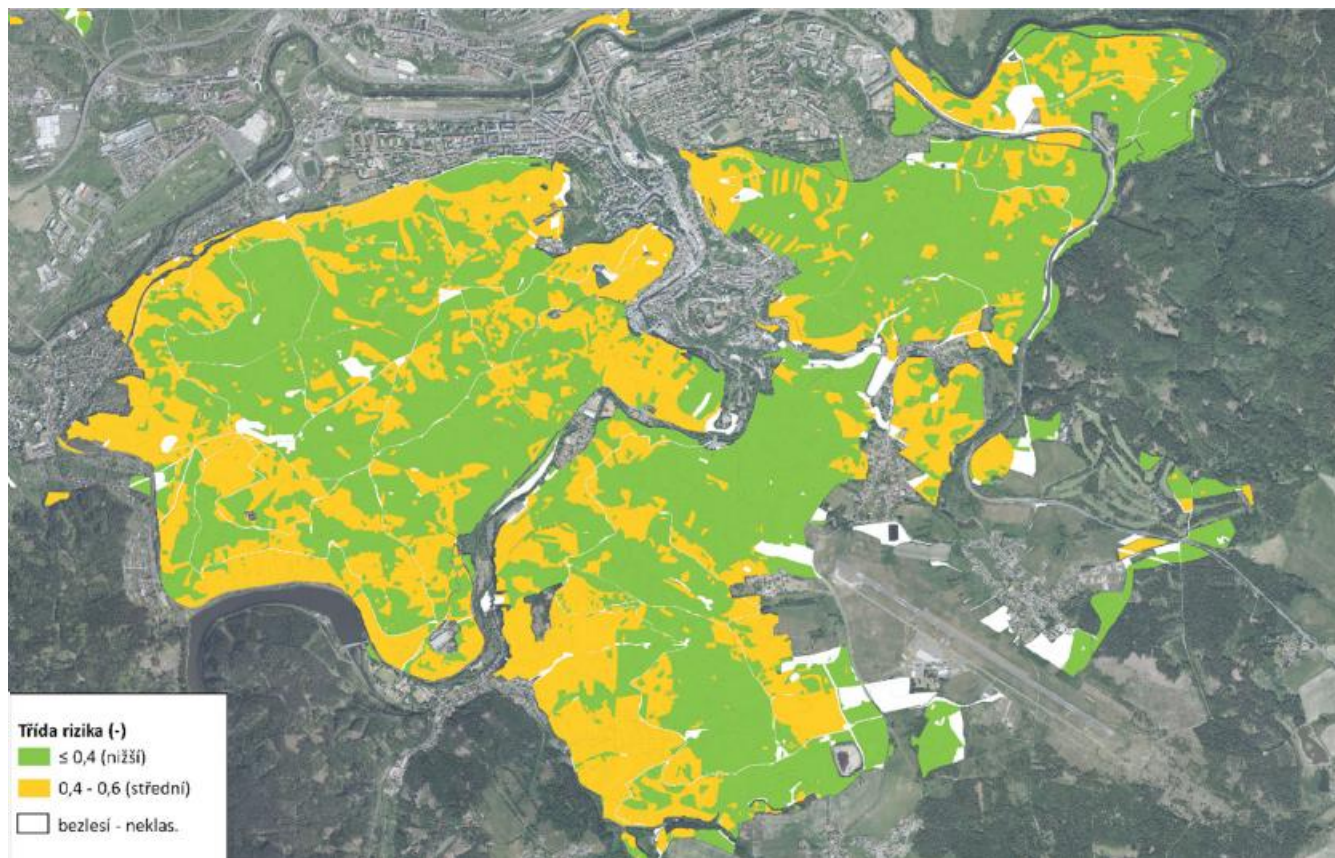 Třída rizika (-)
≤ 0,4 (nižší)
0,4 - 0,6 (střední)
bezlesí - neklas.